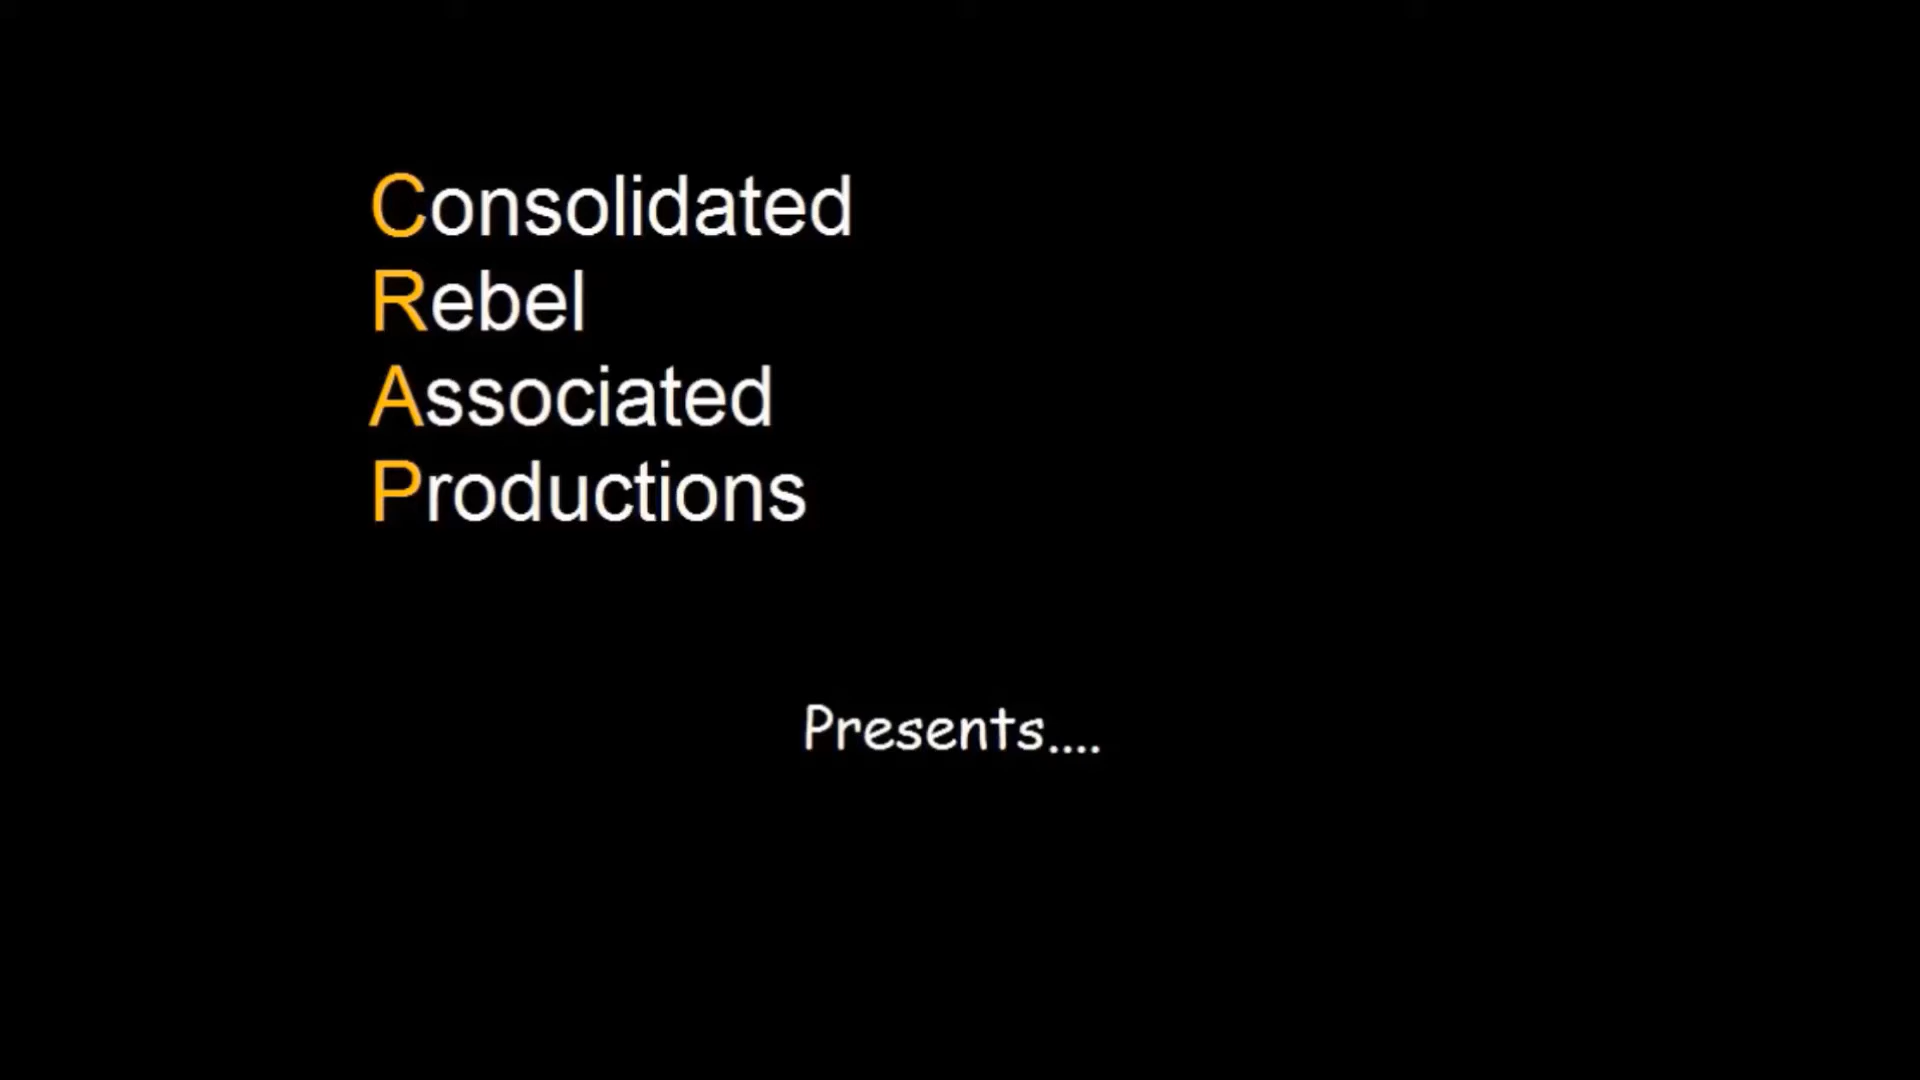 Consolidated
Rebel
Associated
Productions
Presents....